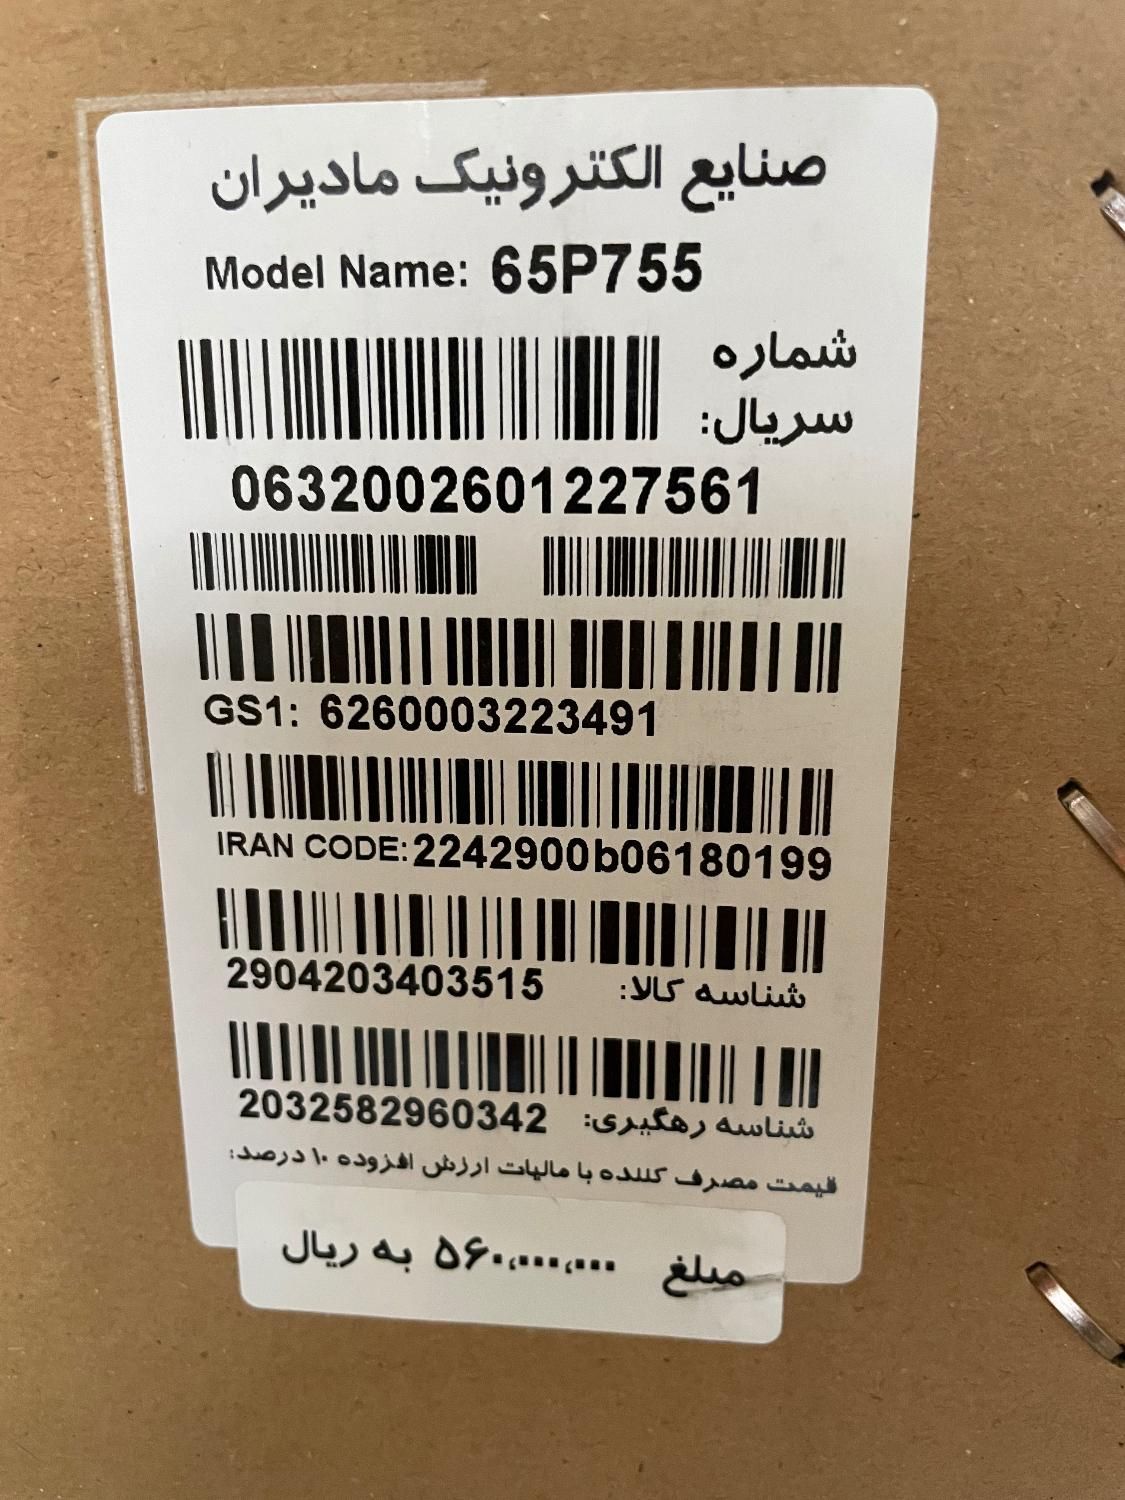 صنایع الکترونیک مادیران
Model Name: 65P755
شماره
سریال:
0632002601227561
GS1: 6260003223491
IRAN CODE:2242900b06180199
شناسه کالا: 2904203403515
شناسه رهگیری: 2032582960342
قیمت مصرف کننده با مالیات ارزش افزوده ۱۰ درصد:
مبلغ ۵۶۰,۰۰۰,۰۰۰ به ریال